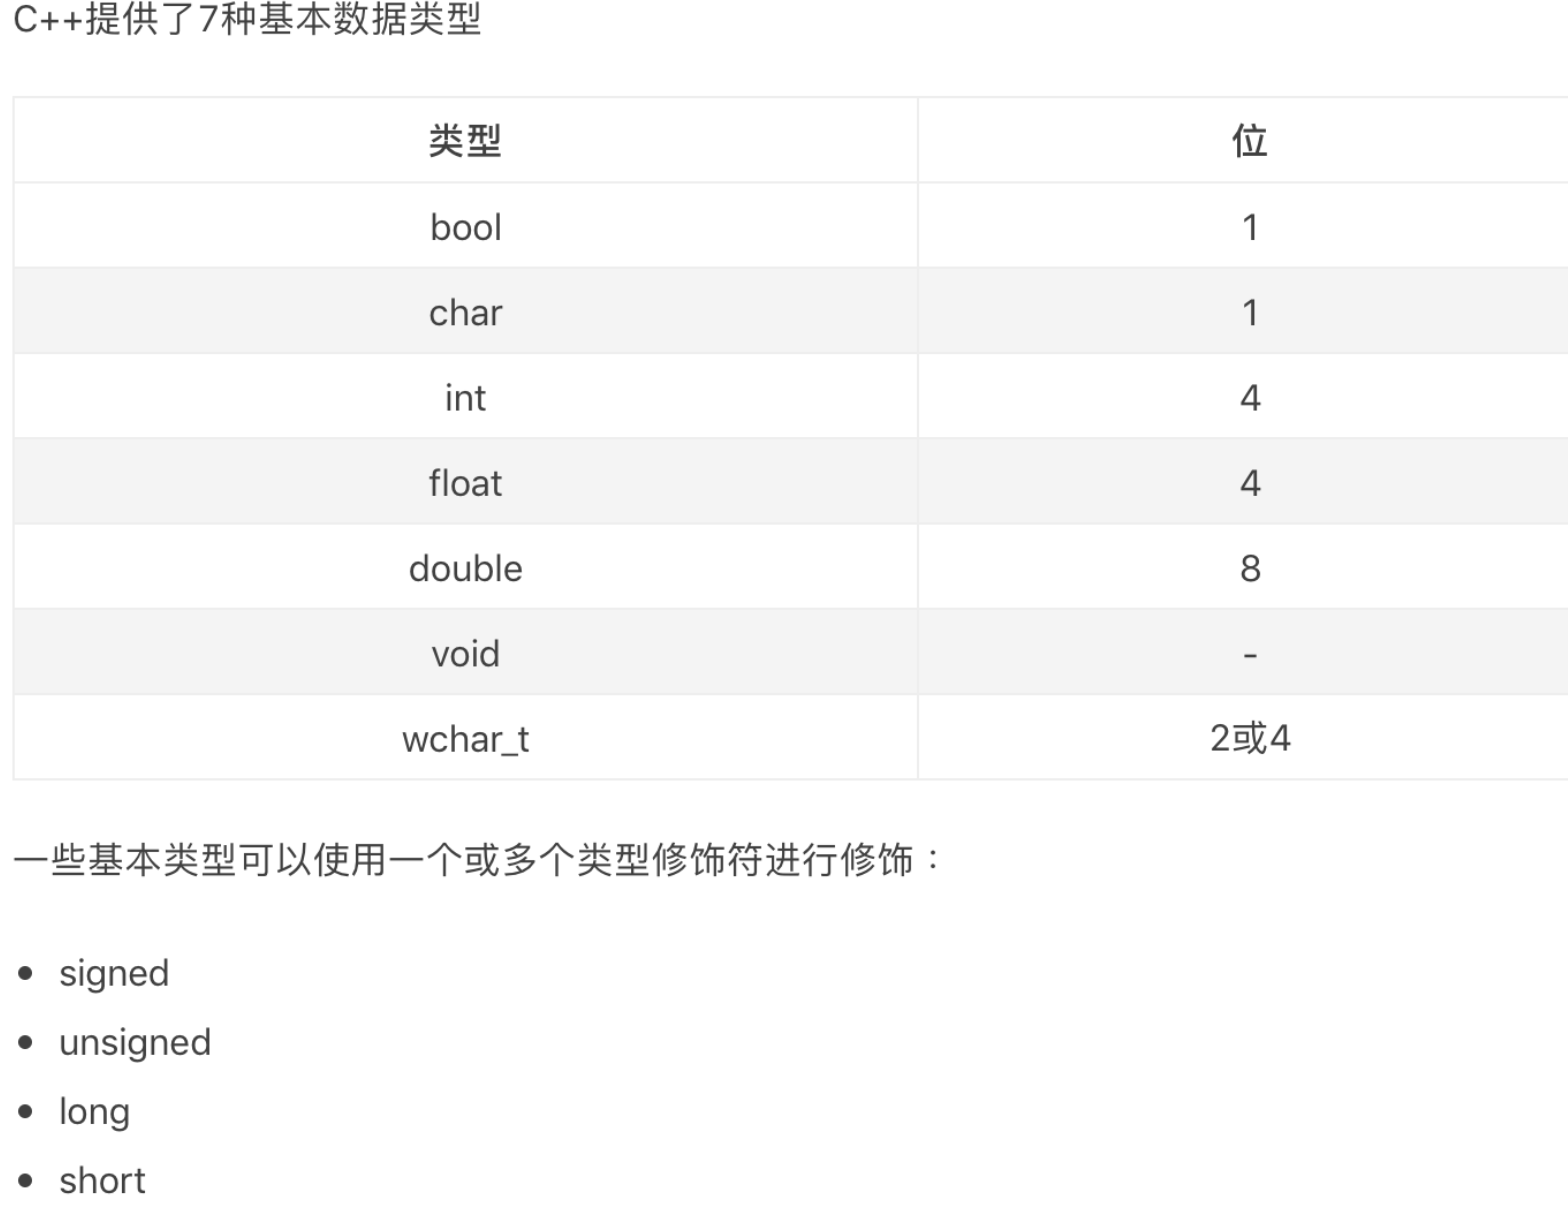 C++提供了7种基本数据类型
类型 位
bool 1
char 1
int 4
float 4
double 8
void -
wchar_t 2或4
一些基本类型可以使用一个或多个类型修饰符进行修饰：
• signed
• unsigned
• long
• short